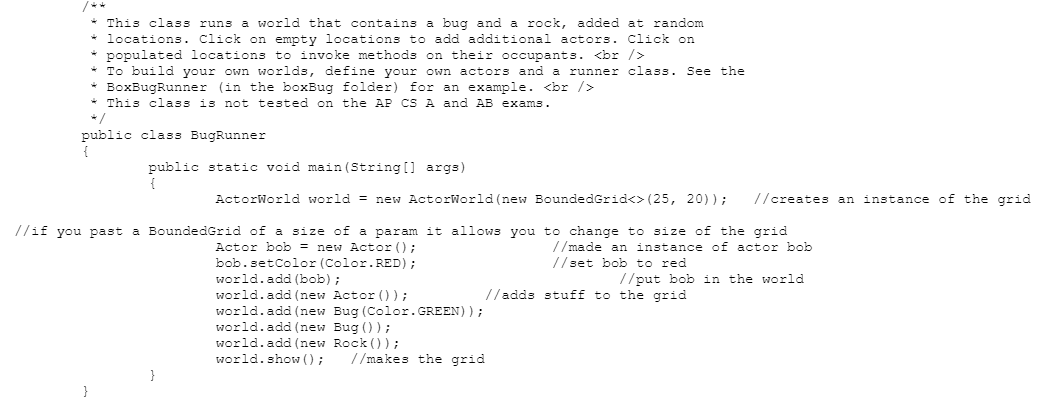 /**
* This class runs a world that contains a bug and a rock, added at random
* locations. Click on empty locations to add additional actors. Click on
* populated locations to invoke methods on their occupants. <br />
* To build your own worlds, define your own actors and a runner class. See the
* BoxBugRunner (in the boxBug folder) for an example. <br />
* This class is not tested on the AP CS A and AB exams.
*/
public class BugRunner
{
public static void main(String[] args)
{
ActorWorld world = new ActorWorld(new BoundedGrid<>(25, 20)); //creates an instance of the grid
//if you past a BoundedGrid of a size of a param it allows you to change to size of the grid
Actor bob = new Actor(); //made an instance of actor bob
bob.setColor(Color.RED); //set bob to red
world.add(bob); //put bob in the world
world.add(new Actor()); //adds stuff to the grid
world.add(new Bug(Color.GREEN));
world.add(new Bug());
world.add(new Rock());
world.show(); //makes the grid
}
}